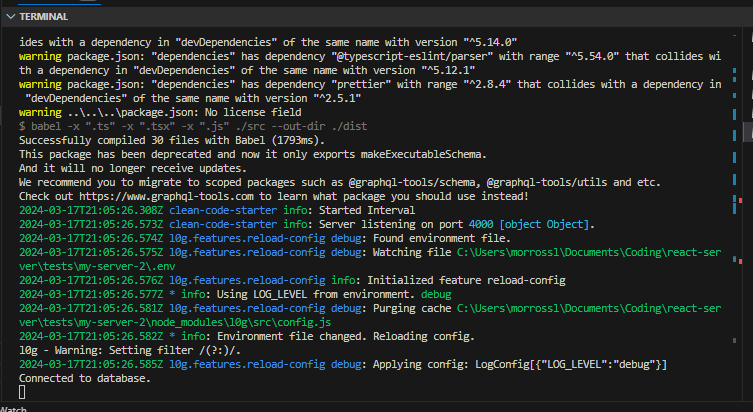 TERMINAL
ides with a dependency in "devDependencies" of the same name with version "^5.14.0"
warning package.json: "dependencies" has dependency "@typescript-eslint/parser" with range "^5.54.0" that collides wi
th a dependency in "devDependencies" of the same name with version "^5.12.1"
warning package.json: "dependencies" has dependency "prettier" with range "^2.8.4" that collides with a dependency in
"devDependencies" of the same name with version "^2.5.1"
warning ..\..\..\package.json: No license field
$ babel -x ".ts" -x ".tsx" -x ".js" ./src --out-dir ./dist
Successfully compiled 30 files with Babel (1793ms).
This package has been deprecated and now it only exports makeExecutableSchema.
And it will no longer receive updates.
We recommend you to migrate to scoped packages such as @graphql-tools/schema, @graphql-tools/utils and etc.
Check out https://www.graphql-tools.com to learn what package you should use instead!
2024-03-17T21:05:26.308Z clean-code-starter info: Started Interval
2024-03-17T21:05:26.573Z clean-code-starter info: Server listening on port 4000 [object Object].
2024-03-17T21:05:26.574Z l0g.features.reload-config debug: Found environment file.
2024-03-17T21:05:26.575Z l0g.features.reload-config debug: Watching file C:\Users\morrossl\Documents\Coding\react-ser
ver\tests\my-server-2\.env
2024-03-17T21:05:26.576Z l0g.features.reload-config info: Initialized feature reload-config
2024-03-17T21:05:26.577Z * info: Using LOG_LEVEL from environment. debug
2024-03-17T21:05:26.581Z l0g.features.reload-config debug: Purging cache C:\Users\morrossl\Documents\Coding\react-ser
ver\tests\my-server-2\node_modules\l0g\src\config.js
2024-03-17T21:05:26.582Z * info: Environment file changed. Reloading config.
l0g - Warning: Setting filter /(?:)/.
2024-03-17T21:05:26.585Z l0g.features.reload-config debug: Applying config: LogConfig[{"LOG_LEVEL":"debug"}]
Connected to database.
Watch